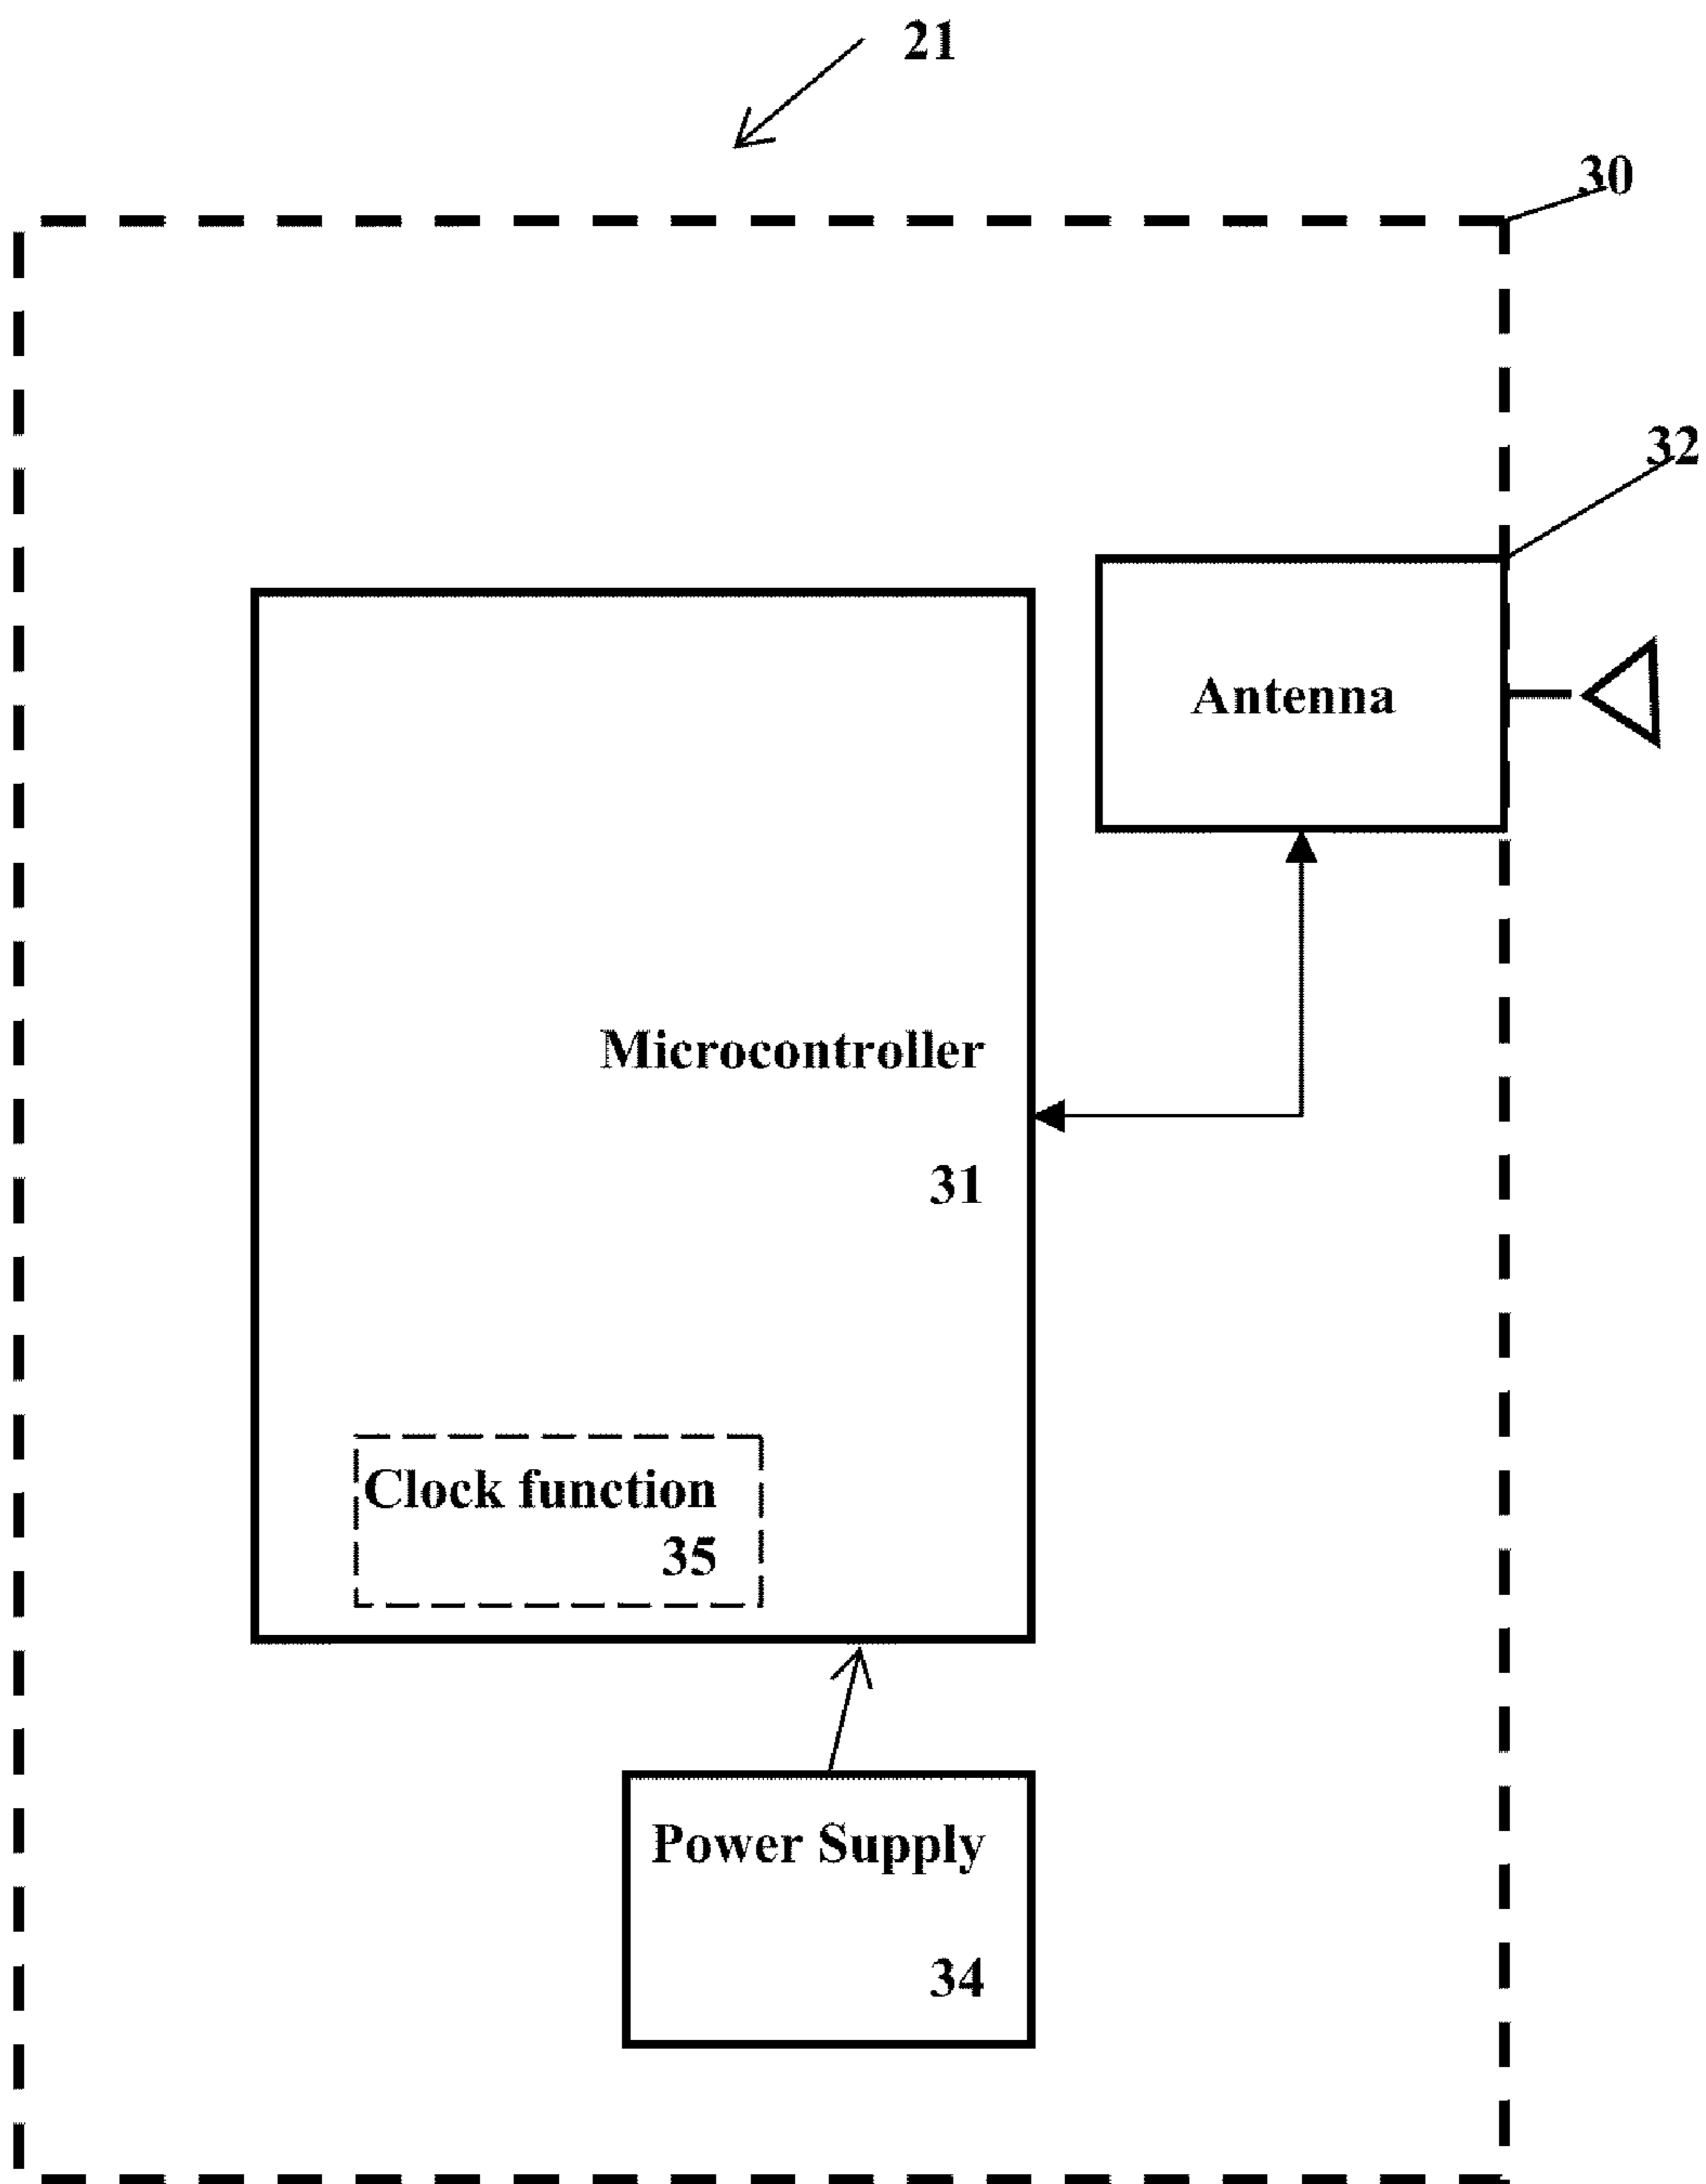 21
30
32
Antenna
Microcontroller
31
Clock function
35
Power Supply
34